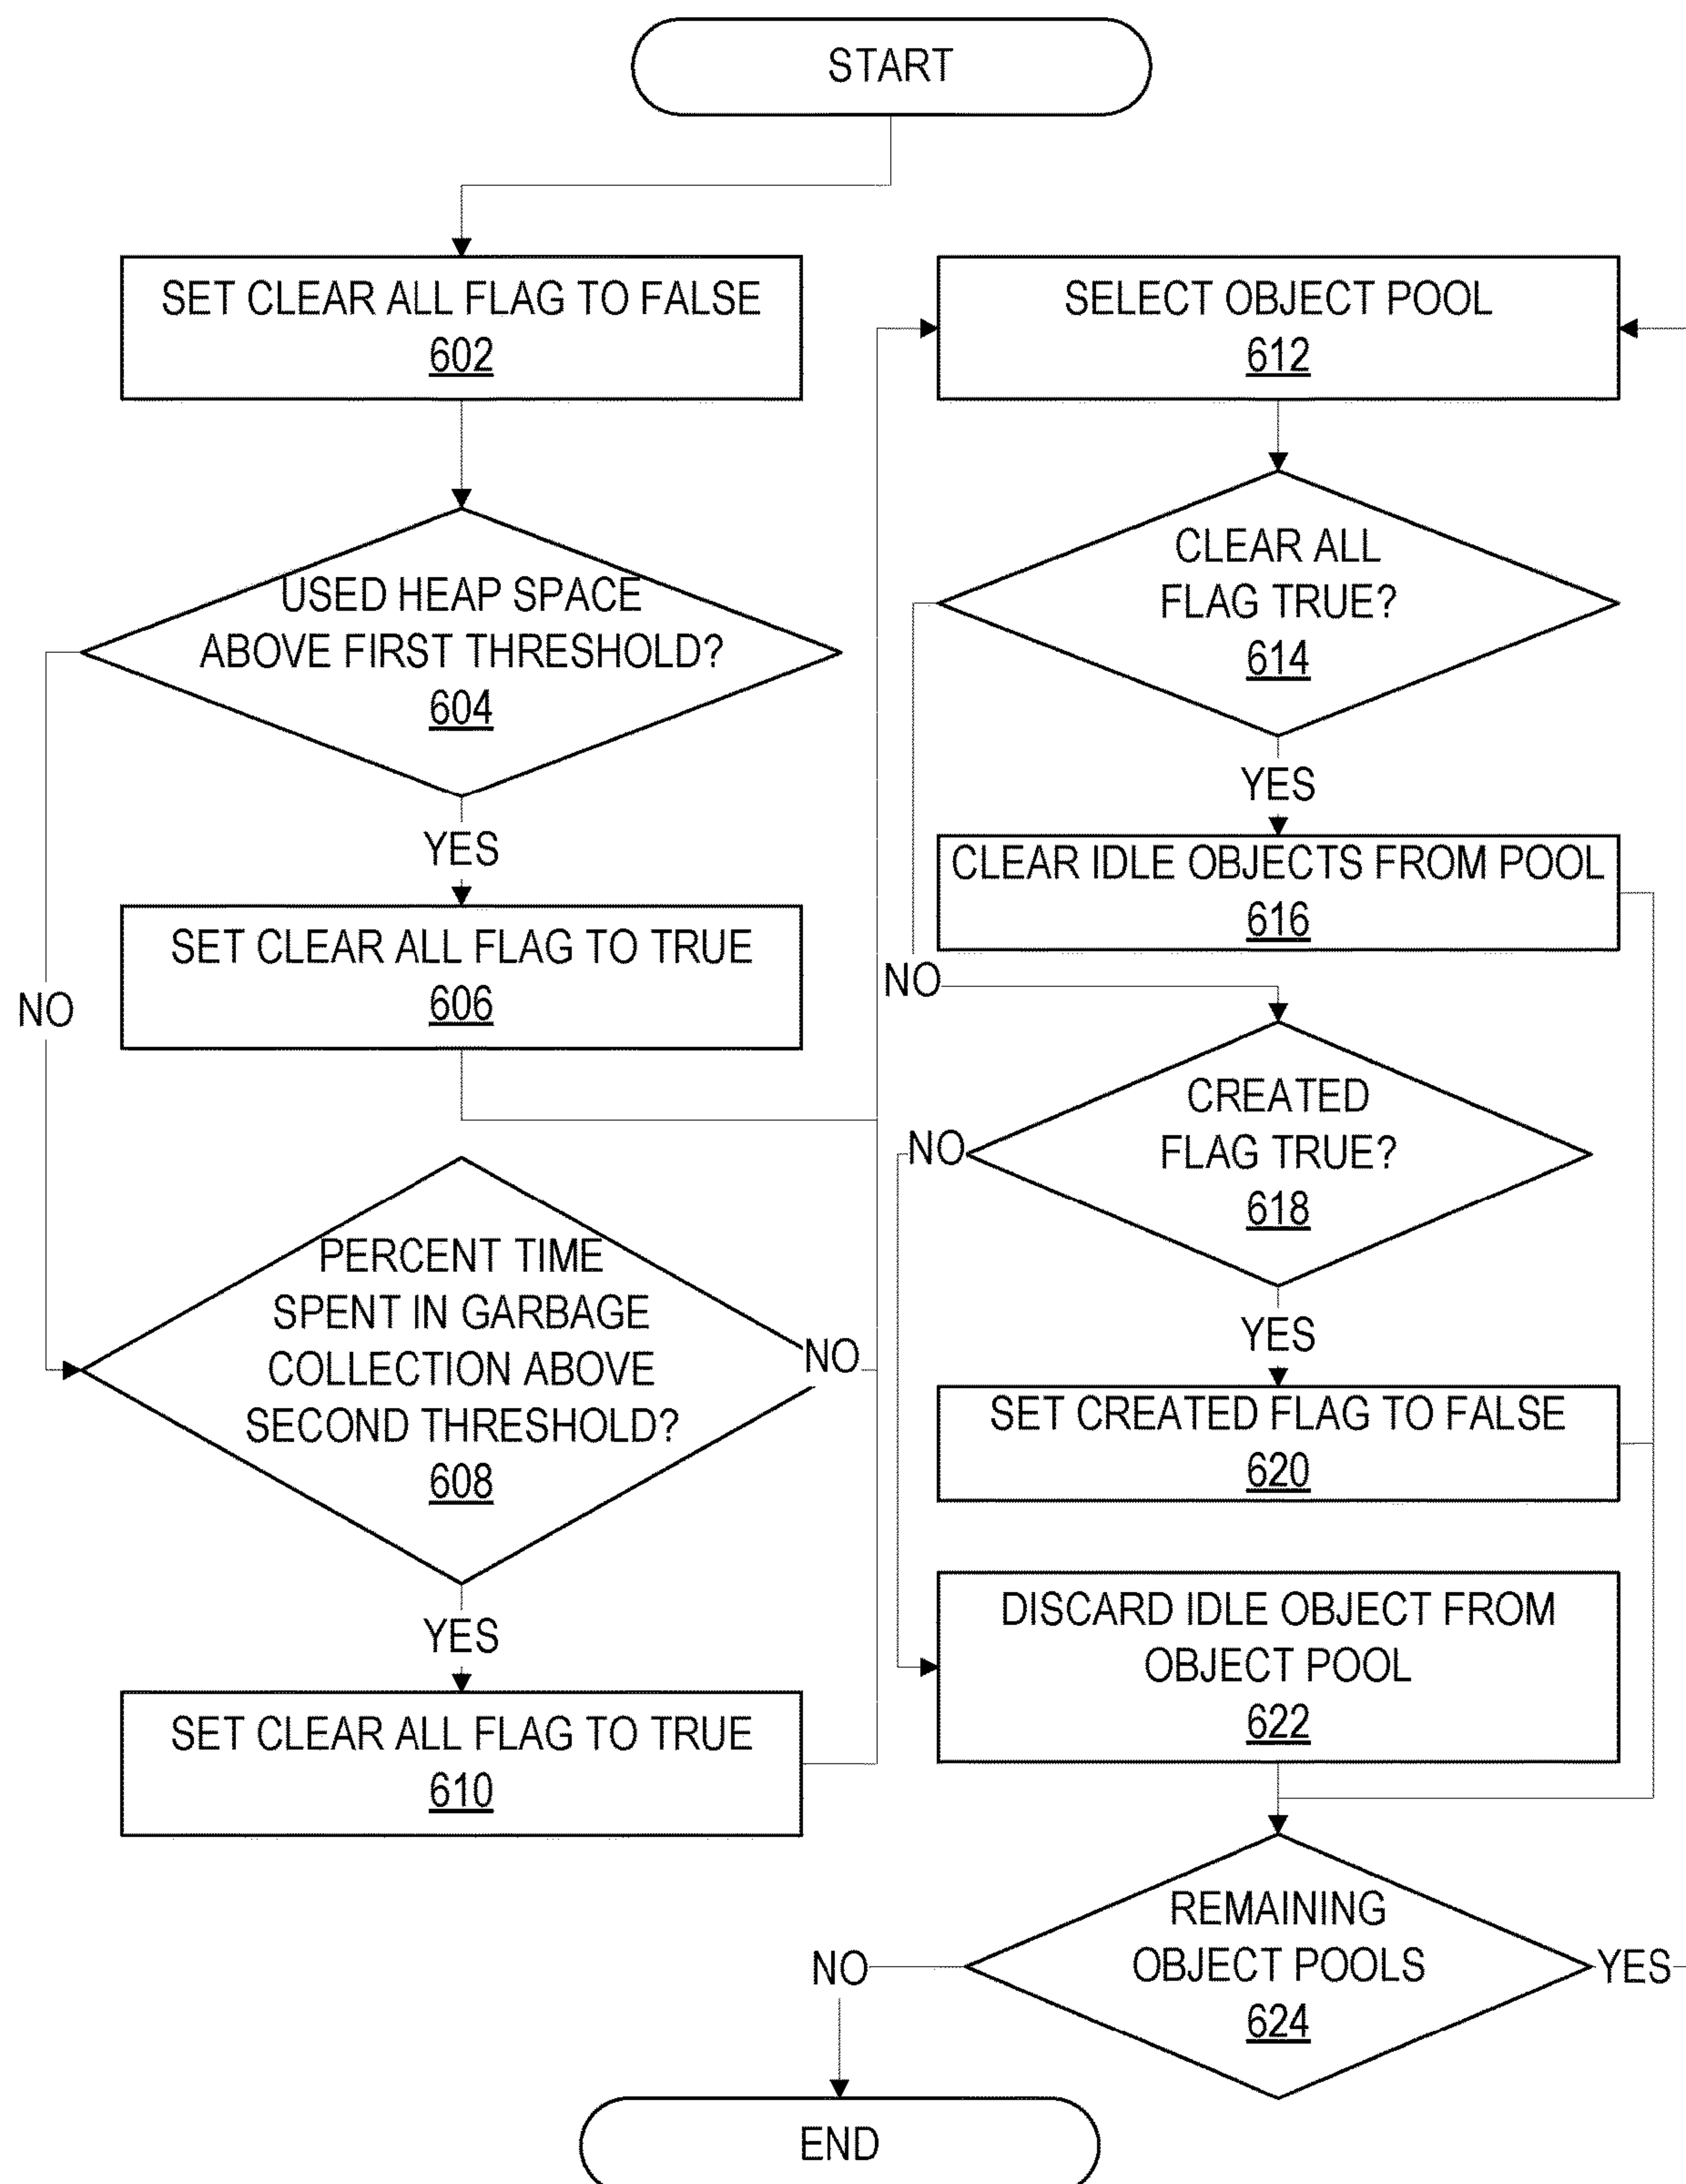 START
SET CLEAR ALL FLAG TO FALSE
602
USED HEAP SPACE
ABOVE FIRST THRESHOLD?
604
YES
NO
SET CLEAR ALL FLAG TO TRUE
606
PERCENT TIME
SPENT IN GARBAGE
COLLECTION ABOVE
SECOND THRESHOLD?
608
NO
YES
SET CLEAR ALL FLAG TO TRUE
610
SELECT OBJECT POOL
612
CLEAR ALL
FLAG TRUE?
614
YES
CLEAR IDLE OBJECTS FROM POOL
616
NO
CREATED
FLAG TRUE?
618
NO
YES
SET CREATED FLAG TO FALSE
620
DISCARD IDLE OBJECT FROM
OBJECT POOL
622
REMAINING
OBJECT POOLS
624
NO
YES
END